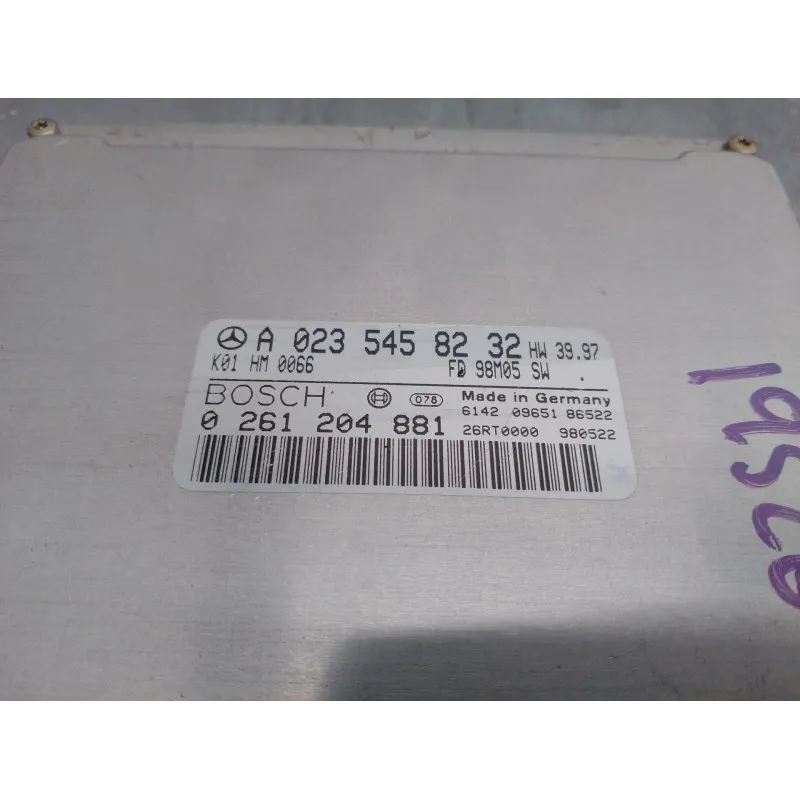 A 023 545 82 32 HW 39.97
K01 HM 0066 FD 98M05 SW .
BOSCH 078 Made in Germany
6142 09651 86522
0 261 204 881 26RT0000 980522